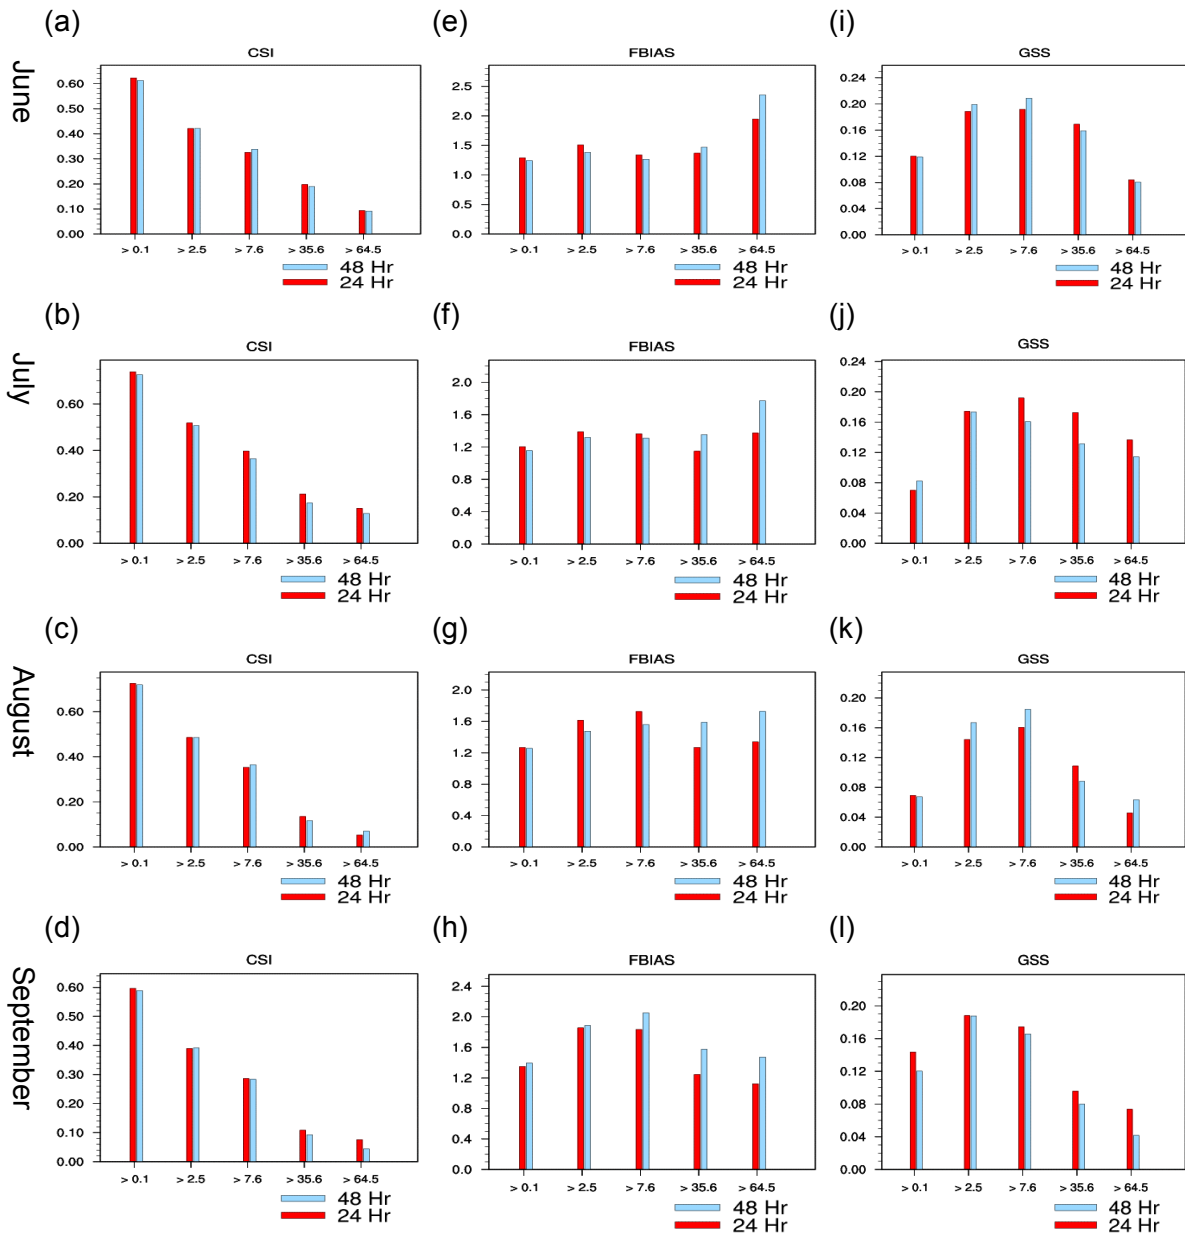 (a) (e) (i)
June
CSI FBIAS GSS
0.60
0.50
0.40
0.30
0.20
0.10
0.00
> 0.1 > 2.5 > 7.6 > 35.6 > 64.5
48 Hr
24 Hr
2.5
2.0
1.5
1.0
0.5
0.0
> 0.1 > 2.5 > 7.6 > 35.6 > 64.5
48 Hr
24 Hr
0.24
0.20
0.16
0.12
0.08
0.04
0.00
> 0.1 > 2.5 > 7.6 > 35.6 > 64.5
48 Hr
24 Hr
(b) (f) (j)
July
CSI FBIAS GSS
0.60
0.40
0.20
0.00
> 0.1 > 2.5 > 7.6 > 35.6 > 64.5
48 Hr
24 Hr
2.0
1.6
1.2
0.8
0.4
0.0
> 0.1 > 2.5 > 7.6 > 35.6 > 64.5
48 Hr
24 Hr
0.24
0.20
0.16
0.12
0.08
0.04
0.00
> 0.1 > 2.5 > 7.6 > 35.6 > 64.5
48 Hr
24 Hr
(c) (g) (k)
August
CSI FBIAS GSS
0.60
0.40
0.20
0.00
> 0.1 > 2.5 > 7.6 > 35.6 > 64.5
48 Hr
24 Hr
2.0
1.6
1.2
0.8
0.4
0.0
> 0.1 > 2.5 > 7.6 > 35.6 > 64.5
48 Hr
24 Hr
0.20
0.16
0.12
0.08
0.04
0.00
> 0.1 > 2.5 > 7.6 > 35.6 > 64.5
48 Hr
24 Hr
(d) (h) (l)
September
CSI FBIAS GSS
0.60
0.50
0.40
0.30
0.20
0.10
0.00
> 0.1 > 2.5 > 7.6 > 35.6 > 64.5
48 Hr
24 Hr
2.4
2.0
1.6
1.2
0.8
0.4
0.0
> 0.1 > 2.5 > 7.6 > 35.6 > 64.5
48 Hr
24 Hr
0.20
0.16
0.12
0.08
0.04
0.00
> 0.1 > 2.5 > 7.6 > 35.6 > 64.5
48 Hr
24 Hr